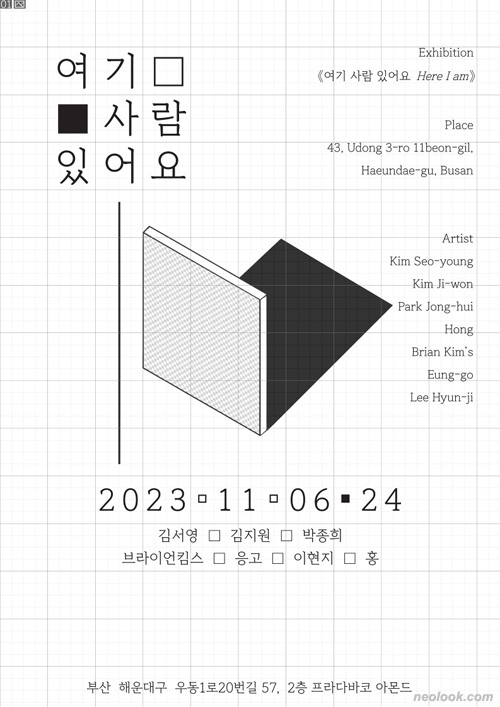 여기□
■사람
있어요
Exhibition
《여기 사람 있어요 Here I am》
Place
43, Udong 3-ro 11beon-gil,
Haeundae-gu, Busan
Artist
Kim Seo-young
Kim Ji-won
Park Jong-hui
Hong
Brian Kim's
Eung-go
Lee Hyun-ji
2023▫11▫06▪24
김서영 □ 김지원 □ 박종희
브라이언킴스 □ 응고 □ 이현지 □ 홍
부산 해운대구 우동1로20번길 57, 2층 프라다바코 아몬드
neolook.com